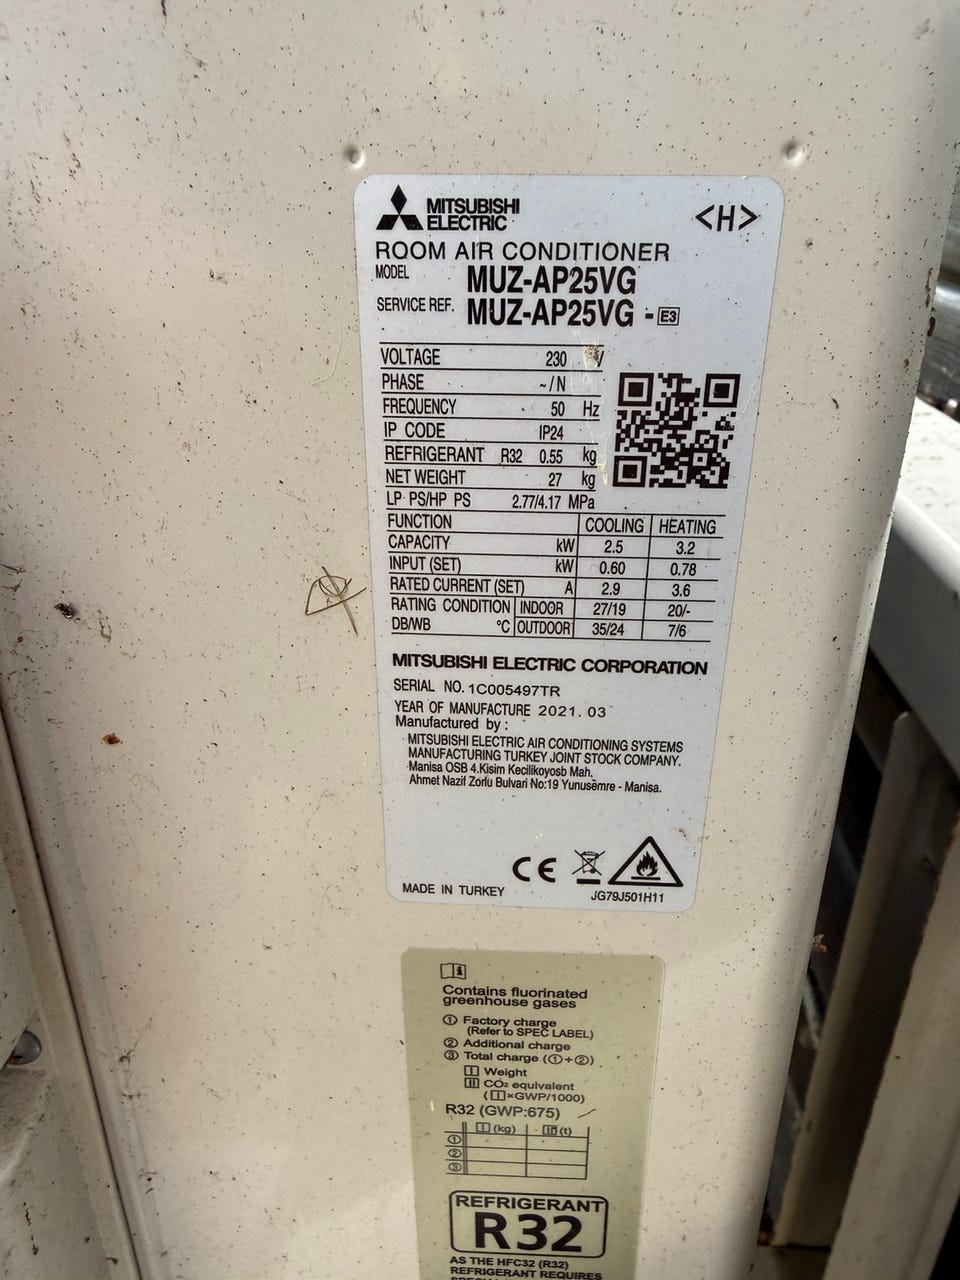 MITSUBISHI
ELECTRIC
<H>
ROOM AIR CONDITIONER
MODEL MUZ-AP25VG
SERVICE REF. MUZ-AP25VG - E3
VOLTAGE 230 V
PHASE ~/N
FREQUENCY 50 Hz
IP CODE IP24
REFRIGERANT R32 0.55 kg
NET WEIGHT 27 kg
LP PS/HP PS 2.77/4.17 MPa
FUNCTION COOLING HEATING
CAPACITY kW 2.5 3.2
INPUT (SET) kW 0.60 0.78
RATED CURRENT (SET) A 2.9 3.6
RATING CONDITION INDOOR 27/19 20/-
DB/WB °C OUTDOOR 35/24 7/6
MITSUBISHI ELECTRIC CORPORATION
SERIAL NO. 1C005497TR
YEAR OF MANUFACTURE 2021.03
Manufactured by :
MITSUBISHI ELECTRIC AIR CONDITIONING SYSTEMS
MANUFACTURING TURKEY JOINT STOCK COMPANY.
Manisa OSB 4.Kisim Kecilikoyosb Mah.
Ahmet Nazif Zorlu Bulvari No:19 Yunusemre - Manisa.
CE
MADE IN TURKEY
JG79J501H11
i
Contains fluorinated
greenhouse gases
① Factory charge
(Refer to SPEC LABEL)
② Additional charge
③ Total charge (①+②)
I Weight
II CO₂ equivalent
(I×GWP/1000)
R32 (GWP:675)
I (kg) II (t)
①
②
③
REFRIGERANT
R32
AS THE HFC32 (R32)
REFRIGERANT REQUIRES